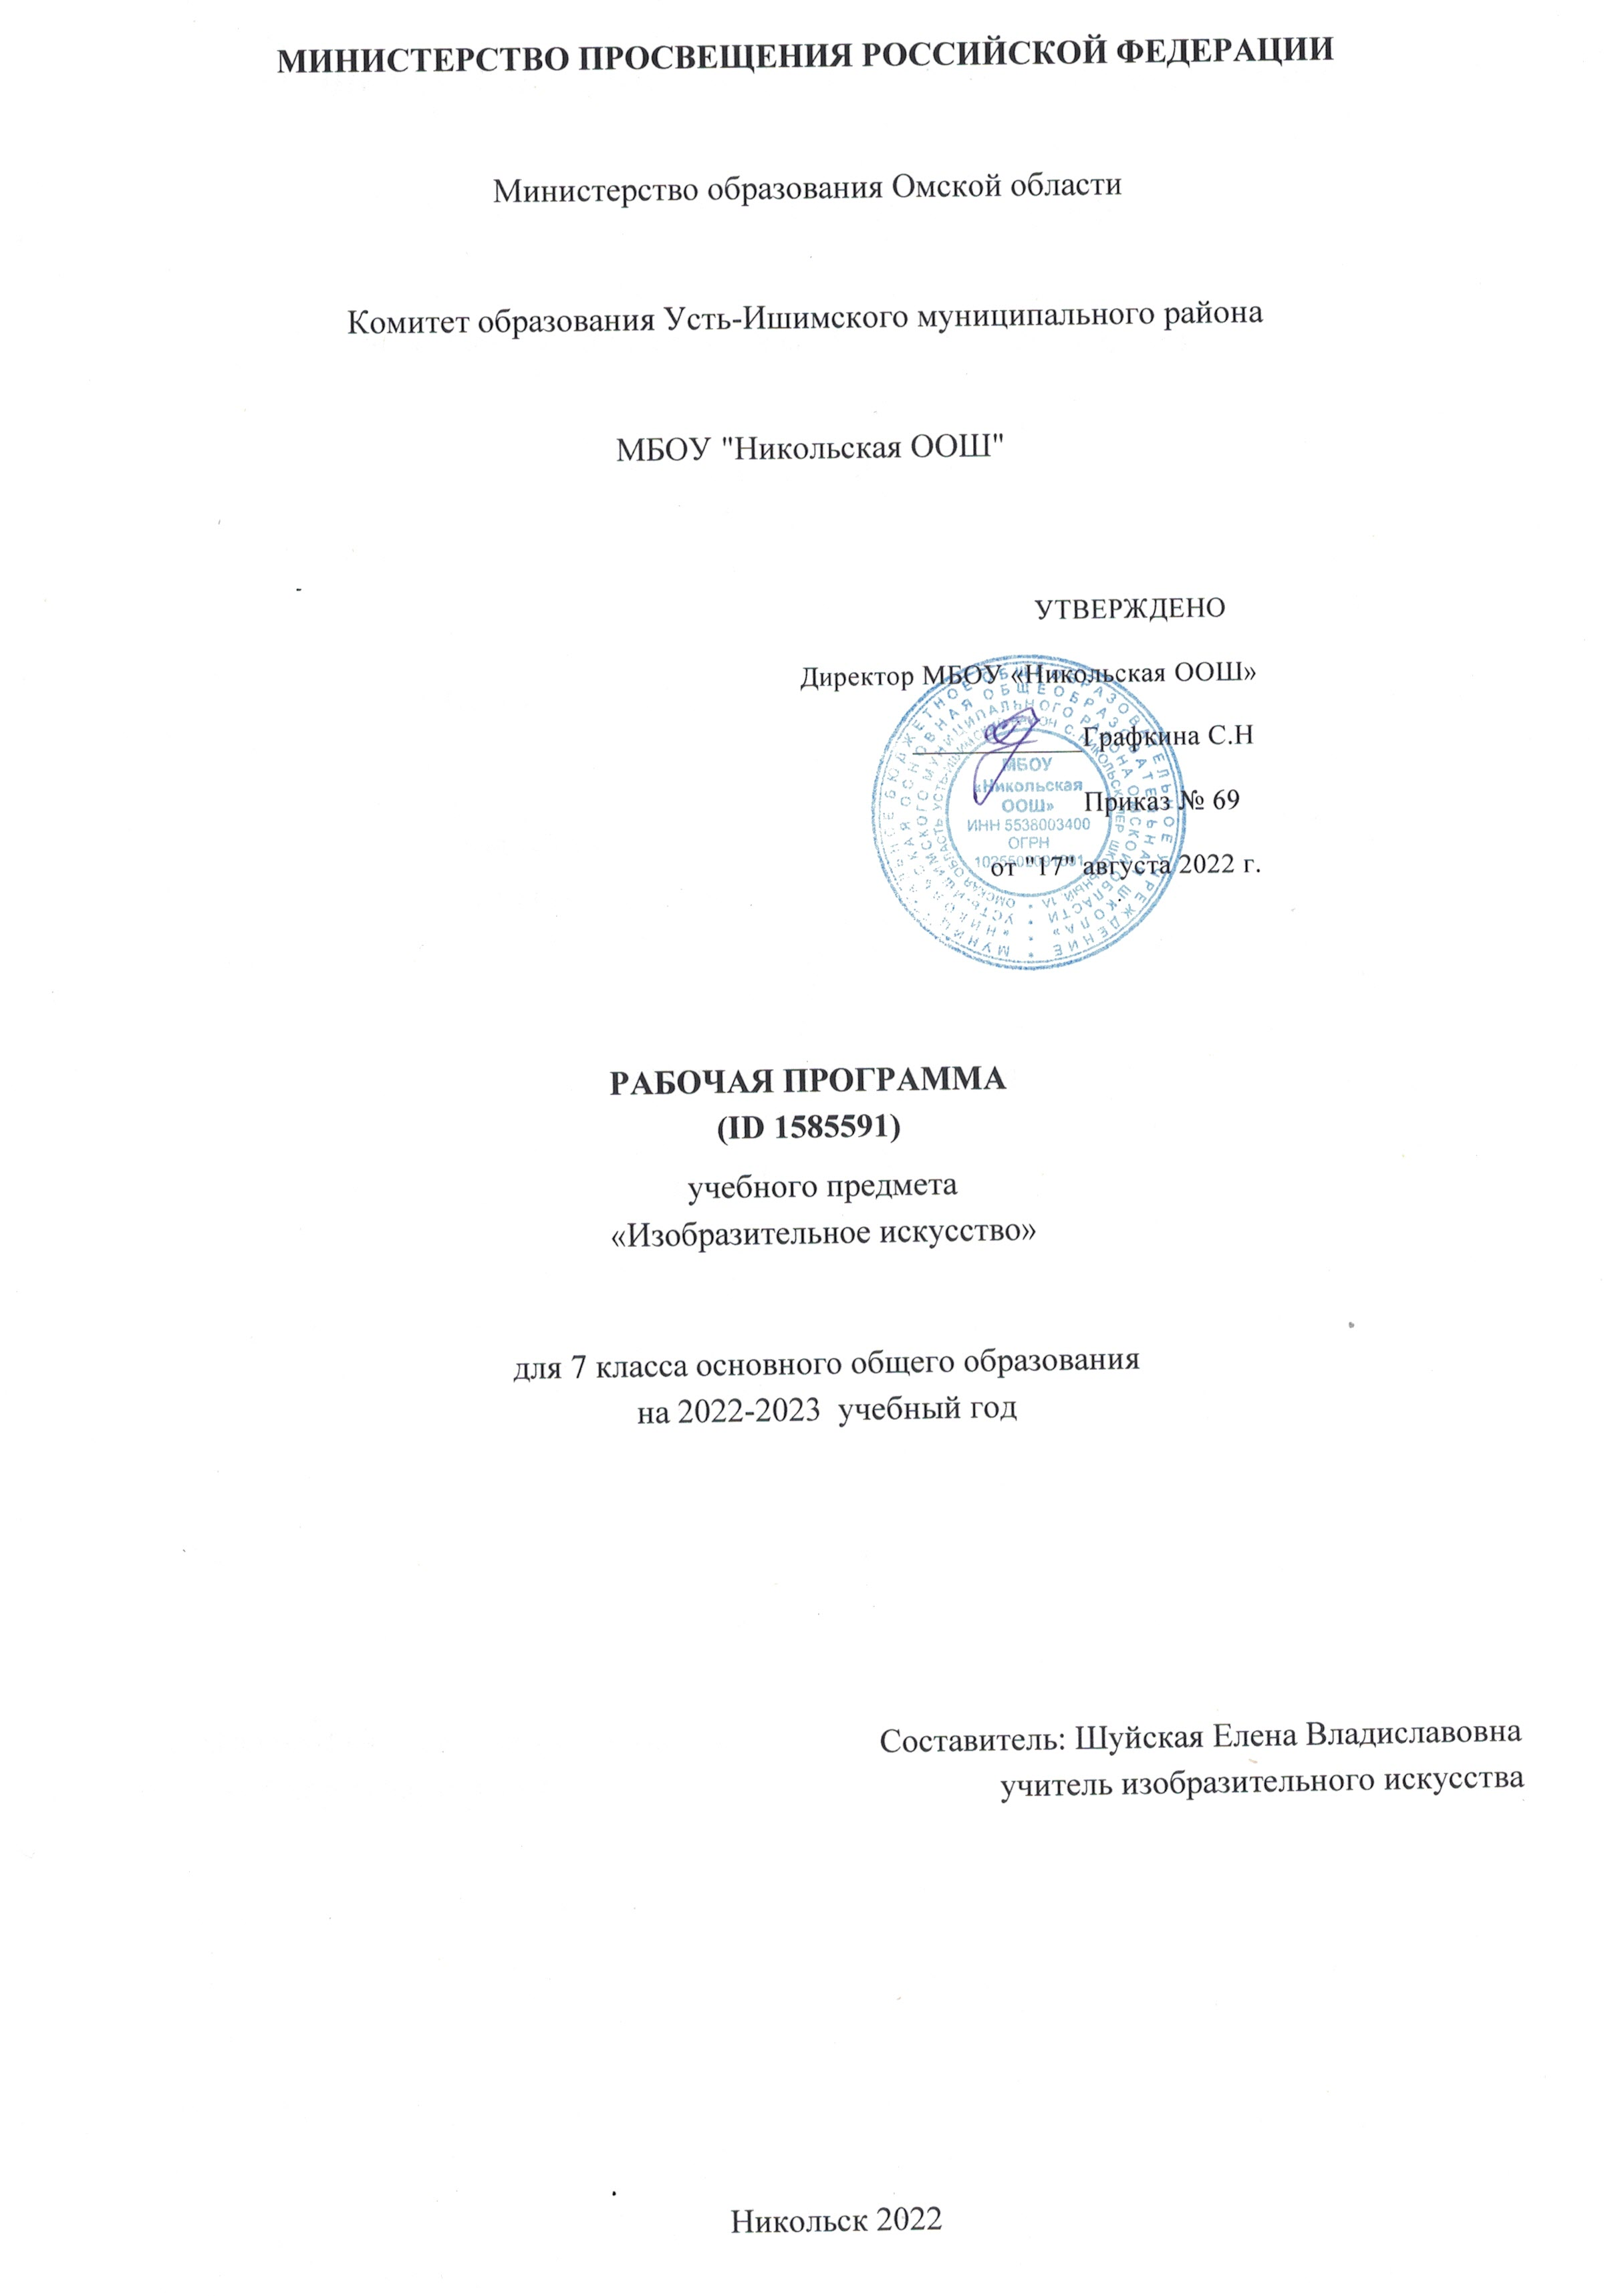 МИНИСТЕРСТВО ПРОСВЕЩЕНИЯ РОССИЙСКОЙ ФЕДЕРАЦИИ
Министерство образования Омской области
Комитет образования Усть-Ишимского муниципального района
МБОУ "Никольская ООШ"
УТВЕРЖДЕНО
Директор МБОУ «Никольская ООШ»
Графкина С.Н
Приказ № 69
от "17" августа 2022 г.
МБОУ
«Никольская
ООШ»
ИНН 5538003400
ОГРН
РАБОЧАЯ ПРОГРАММА
(ID 1585591)
учебного предмета
«Изобразительное искусство»
для 7 класса основного общего образования
на 2022-2023  учебный год
Составитель: Шуйская Елена Владиславовна
учитель изобразительного искусства
Никольск 2022